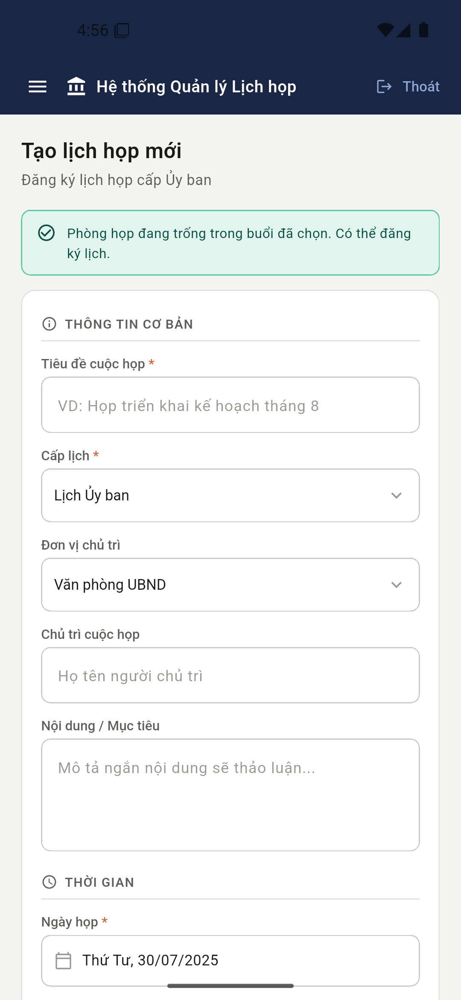 4:56
Hệ thống Quản lý Lịch họp
Thoát
Tạo lịch họp mới
Đăng ký lịch họp cấp Ủy ban
Phòng họp đang trống trong buổi đã chọn. Có thể đăng
ký lịch.
THÔNG TIN CƠ BẢN
Tiêu đề cuộc họp *
VD: Họp triển khai kế hoạch tháng 8
Cấp lịch *
Lịch Ủy ban
Đơn vị chủ trì
Văn phòng UBND
Chủ trì cuộc họp
Họ tên người chủ trì
Nội dung / Mục tiêu
Mô tả ngắn nội dung sẽ thảo luận...
THỜI GIAN
Ngày họp *
Thứ Tư, 30/07/2025